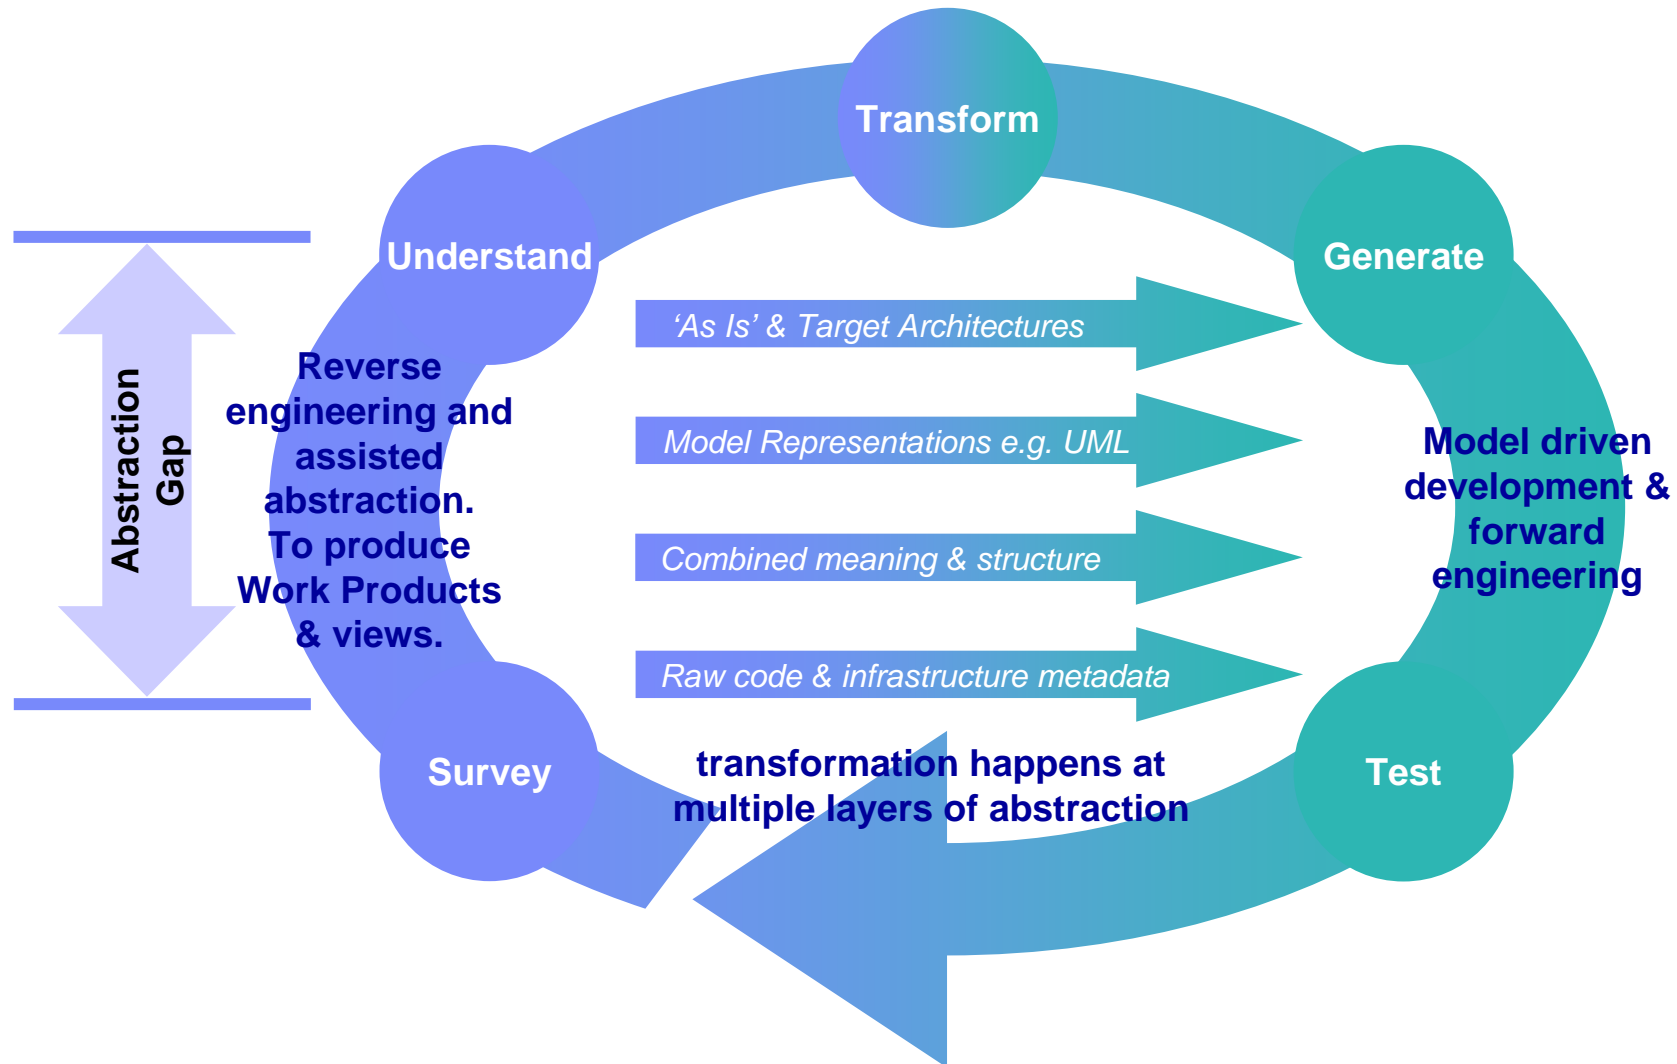 Transform
Understand
Generate
Abstraction
Gap
Reverse
engineering and
assisted
abstraction.
To produce
Work Products
& views.
‘As Is’ & Target Architectures
Model Representations e.g. UML
Combined meaning & structure
Raw code & infrastructure metadata
Model driven
development &
forward
engineering
Survey
transformation happens at
multiple layers of abstraction
Test